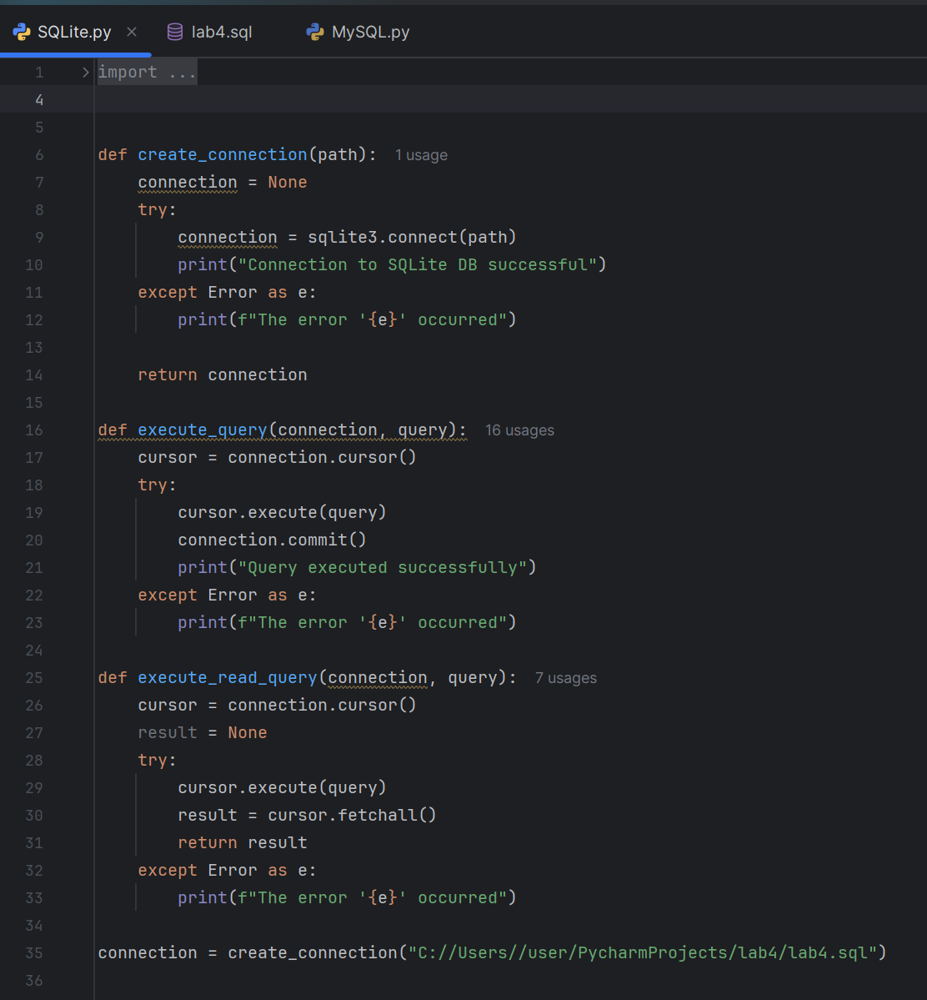 SQLite.py × lab4.sql MySQL.py
1 > import ...
4
5
6 def create_connection(path): 1 usage
7     connection = None
8     try:
9         connection = sqlite3.connect(path)
10         print("Connection to SQLite DB successful")
11     except Error as e:
12         print(f"The error '{e}' occurred")
13
14     return connection
15
16 def execute_query(connection, query): 16 usages
17     cursor = connection.cursor()
18     try:
19         cursor.execute(query)
20         connection.commit()
21         print("Query executed successfully")
22     except Error as e:
23         print(f"The error '{e}' occurred")
24
25 def execute_read_query(connection, query): 7 usages
26     cursor = connection.cursor()
27     result = None
28     try:
29         cursor.execute(query)
30         result = cursor.fetchall()
31         return result
32     except Error as e:
33         print(f"The error '{e}' occurred")
34
35 connection = create_connection("C://Users//user/PycharmProjects/lab4/lab4.sql")
36